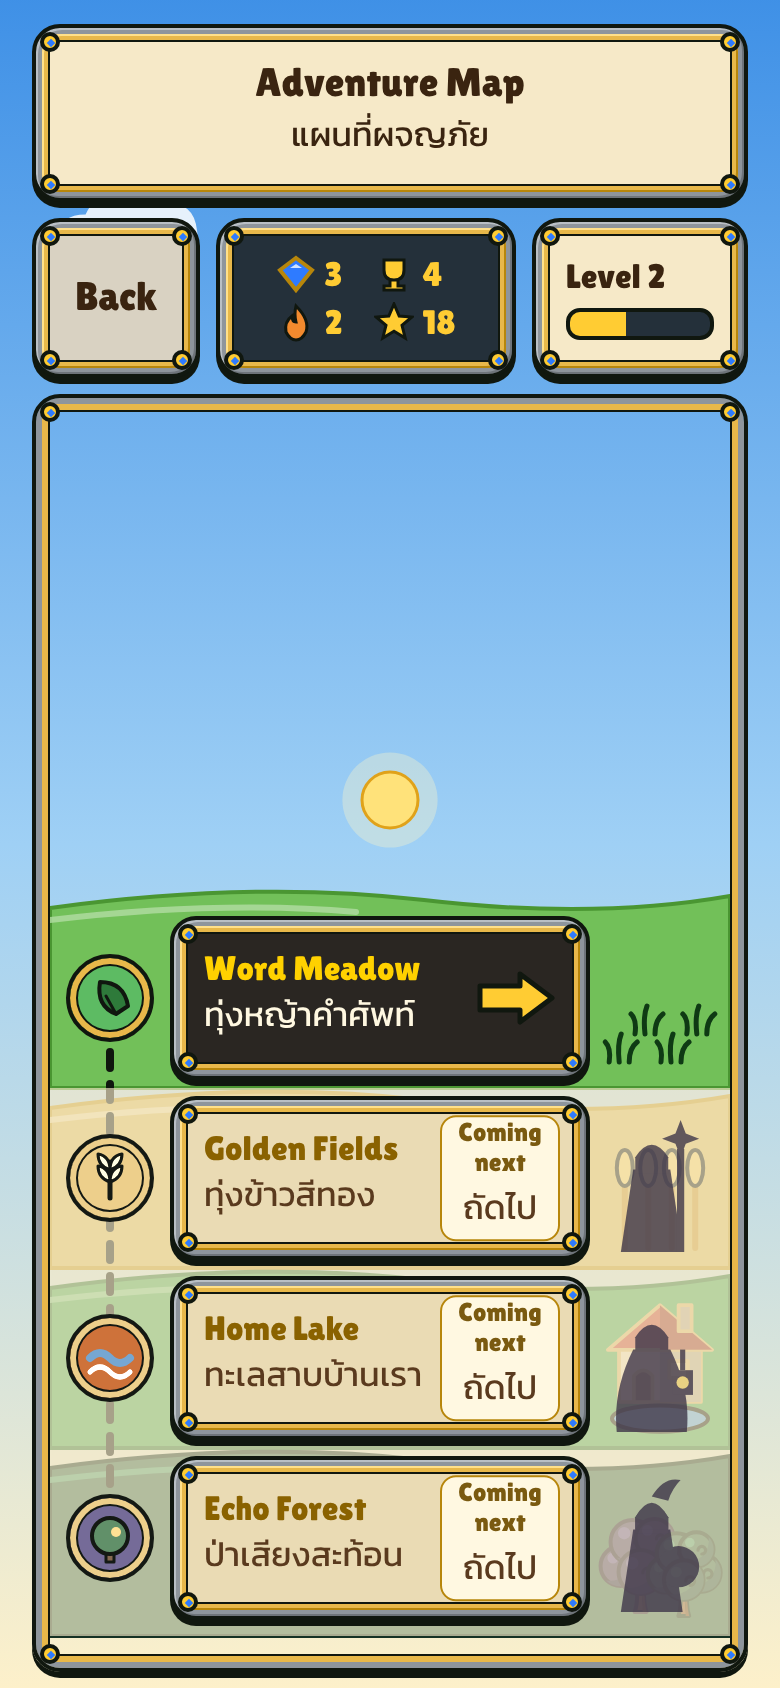 Adventure Map
แผนที่ผจญภัย
Back
3
4
2
18
Level 2
Word Meadow
ทุ่งหญ้าคำศัพท์
Golden Fields
ทุ่งข้าวสีทอง
Coming
next
ถัดไป
Home Lake
ทะเลสาบบ้านเรา
Coming
next
ถัดไป
Echo Forest
ป่าเสียงสะท้อน
Coming
next
ถัดไป